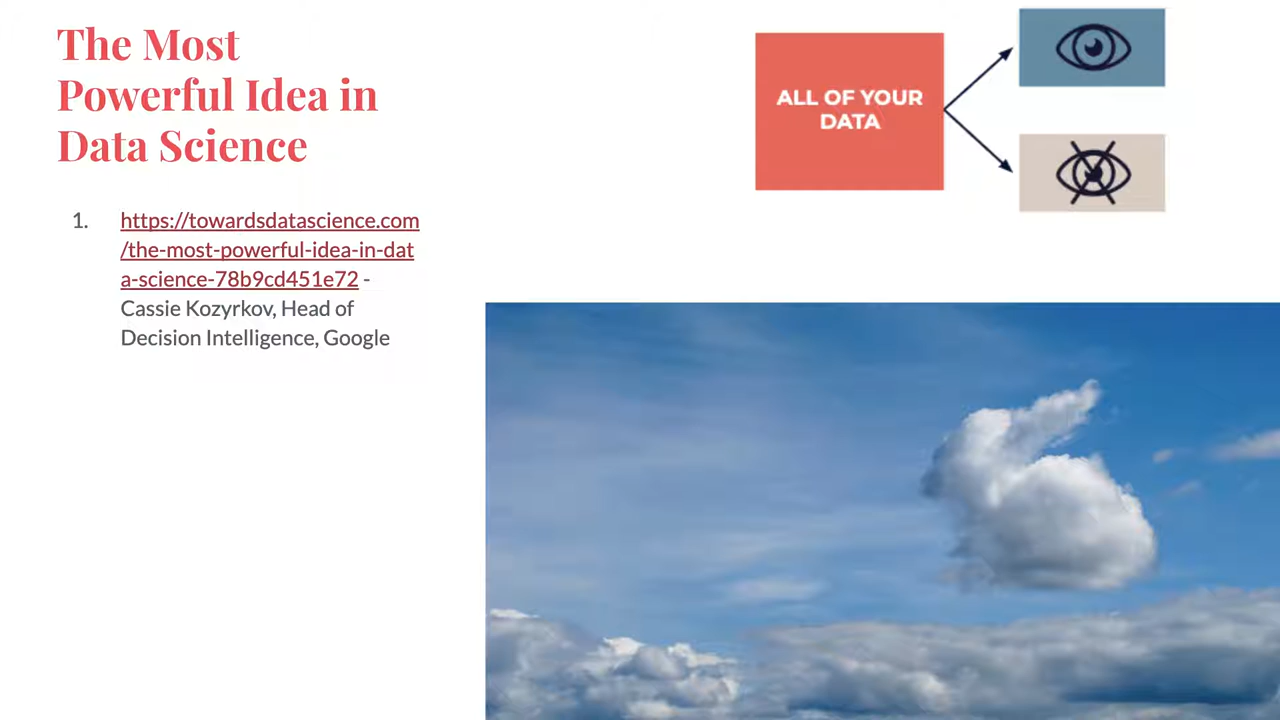 The Most
Powerful Idea in
Data Science
1. https://towardsdatascience.com
/the-most-powerful-idea-in-dat
a-science-78b9cd451e72 -
Cassie Kozyrkov, Head of
Decision Intelligence, Google
ALL OF YOUR
DATA